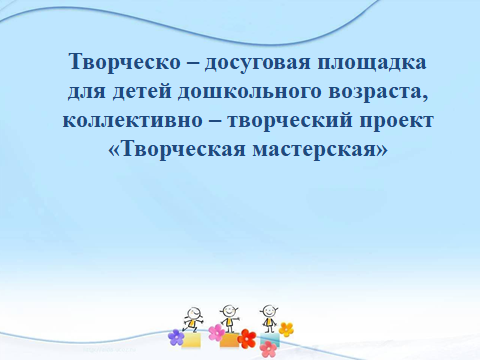 Творческо – досуговая площадка
для детей дошкольного возраста,
коллективно – творческий проект
«Творческая мастерская»